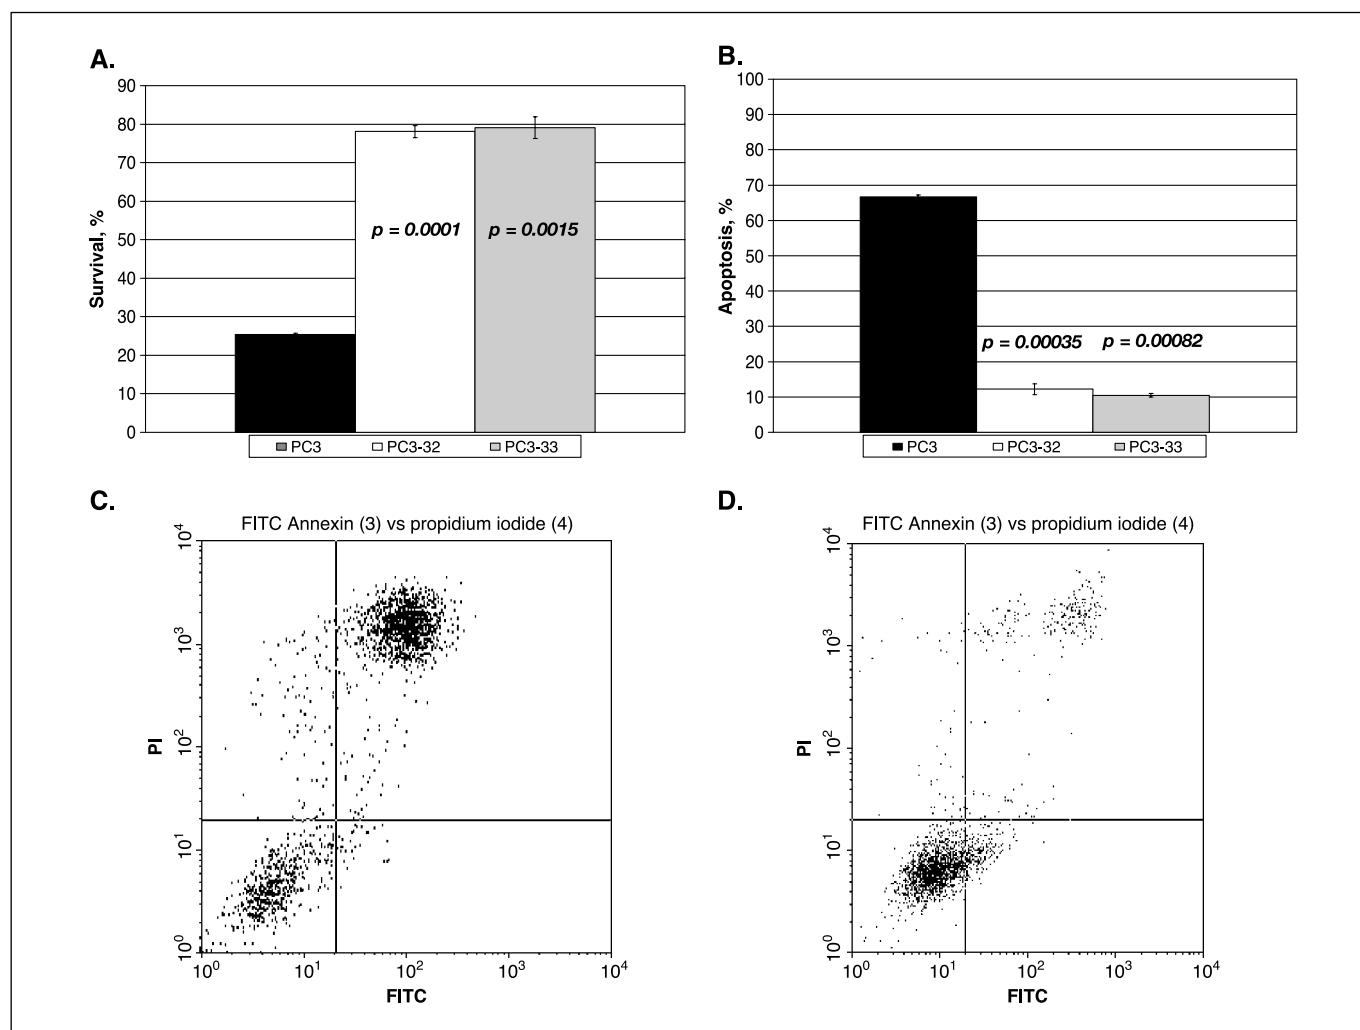 A.
90
80
70
60
50
40
30
20
10
0
Survival, %
p = 0.0001
p = 0.0015
PC3 PC3-32 PC3-33
B.
100
90
80
70
60
50
40
30
20
10
0
Apoptosis, %
p = 0.00035
p = 0.00082
PC3 PC3-32 PC3-33
C.
FITC Annexin (3) vs propidium iodide (4)
10⁴
10³
10²
10¹
10⁰
PI
10⁰ 10¹ 10² 10³ 10⁴
FITC
D.
FITC Annexin (3) vs propidium iodide (4)
10⁴
10³
10²
10¹
10⁰
PI
10⁰ 10¹ 10² 10³ 10⁴
FITC